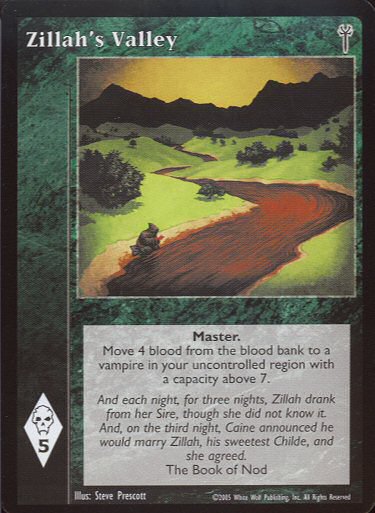 Zillah's Valley
Master.
Move 4 blood from the blood bank to a
vampire in your uncontrolled region with
a capacity above 7.
And each night, for three nights, Zillah drank
from her Sire, though she did not know it.
And, on the third night, Caine announced he
would marry Zillah, his sweetest Childe, and
she agreed.
The Book of Nod
5
Illus: Steve Prescott
©2005 White Wolf Publishing, Inc. All Rights Reserved